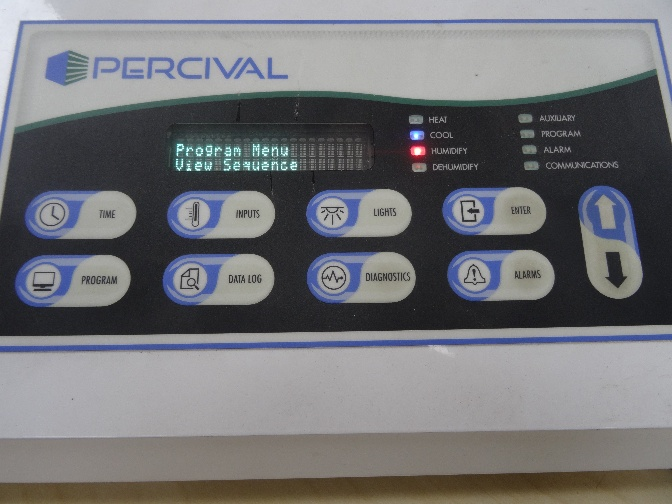 PERCIVAL
Program Menu
View Sequence
HEAT
COOL
HUMIDIFY
DEHUMIDIFY
AUXILIARY
PROGRAM
ALARM
COMMUNICATIONS
TIME
INPUTS
LIGHTS
ENTER
PROGRAM
DATA LOG
DIAGNOSTICS
ALARMS